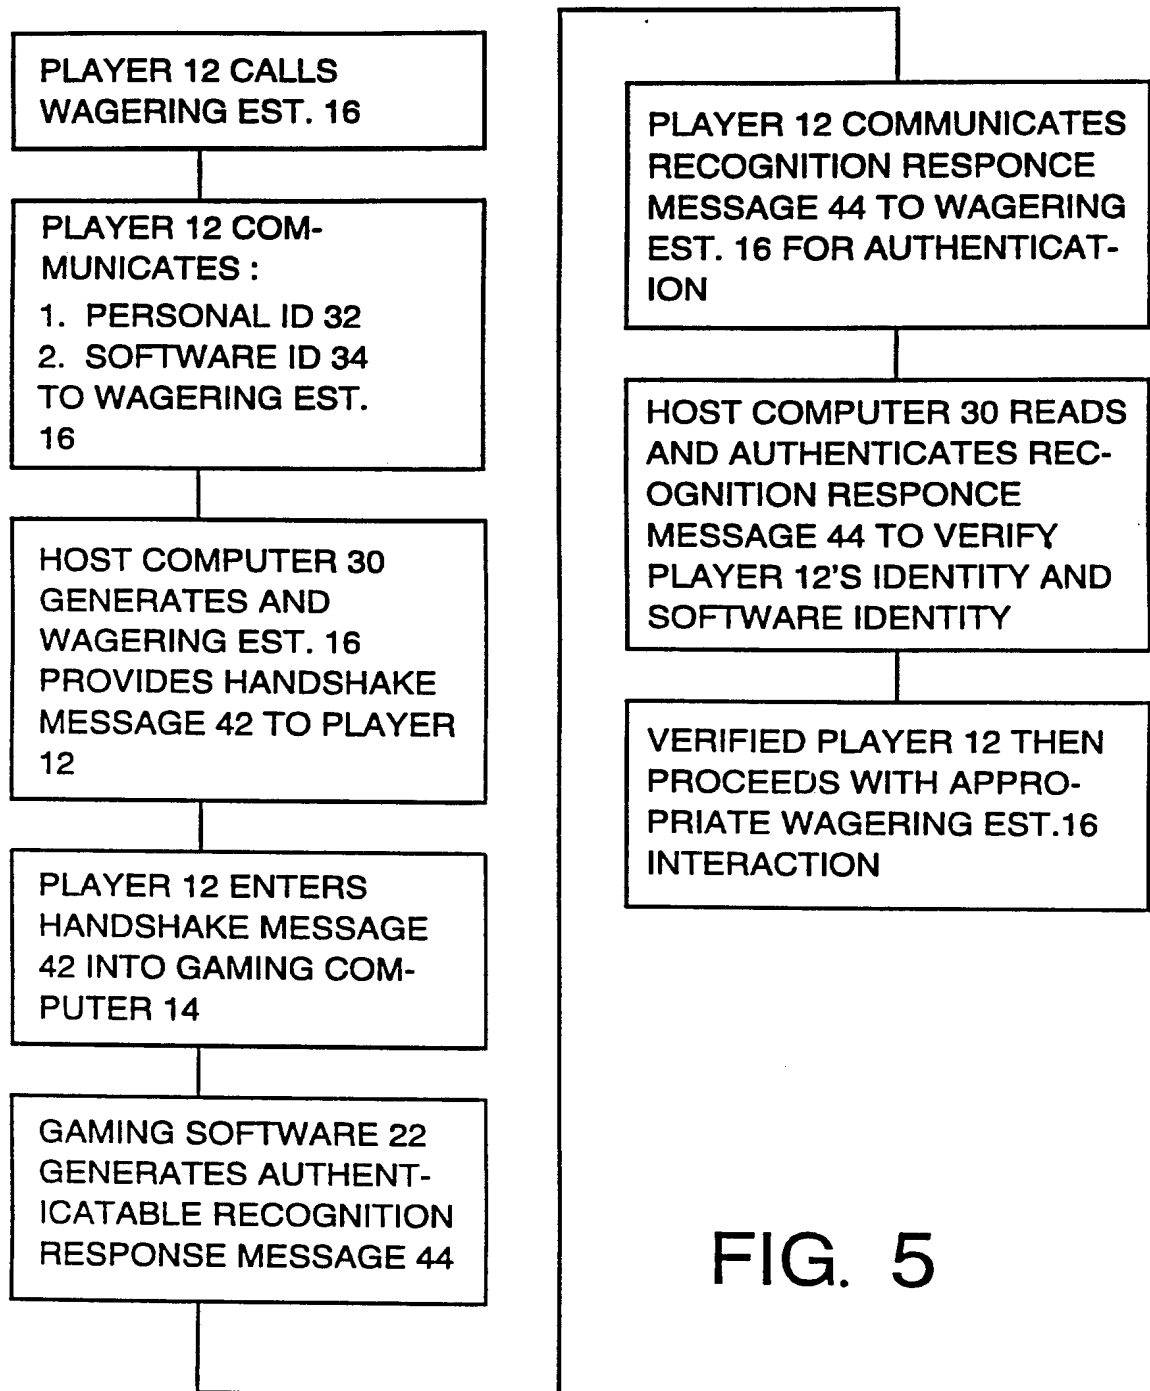 PLAYER 12 CALLS
WAGERING EST. 16
PLAYER 12 COM-
MUNICATES :
1. PERSONAL ID 32
2. SOFTWARE ID 34
TO WAGERING EST.
16
HOST COMPUTER 30
GENERATES AND
WAGERING EST. 16
PROVIDES HANDSHAKE
MESSAGE 42 TO PLAYER
12
PLAYER 12 ENTERS
HANDSHAKE MESSAGE
42 INTO GAMING COM-
PUTER 14
GAMING SOFTWARE 22
GENERATES AUTHENT-
ICATABLE RECOGNITION
RESPONSE MESSAGE 44
PLAYER 12 COMMUNICATES
RECOGNITION RESPONCE
MESSAGE 44 TO WAGERING
EST. 16 FOR AUTHENTICAT-
ION
HOST COMPUTER 30 READS
AND AUTHENTICATES REC-
OGNITION RESPONCE
MESSAGE 44 TO VERIFY
PLAYER 12'S IDENTITY AND
SOFTWARE IDENTITY
VERIFIED PLAYER 12 THEN
PROCEEDS WITH APPRO-
PRIATE WAGERING EST.16
INTERACTION
FIG. 5